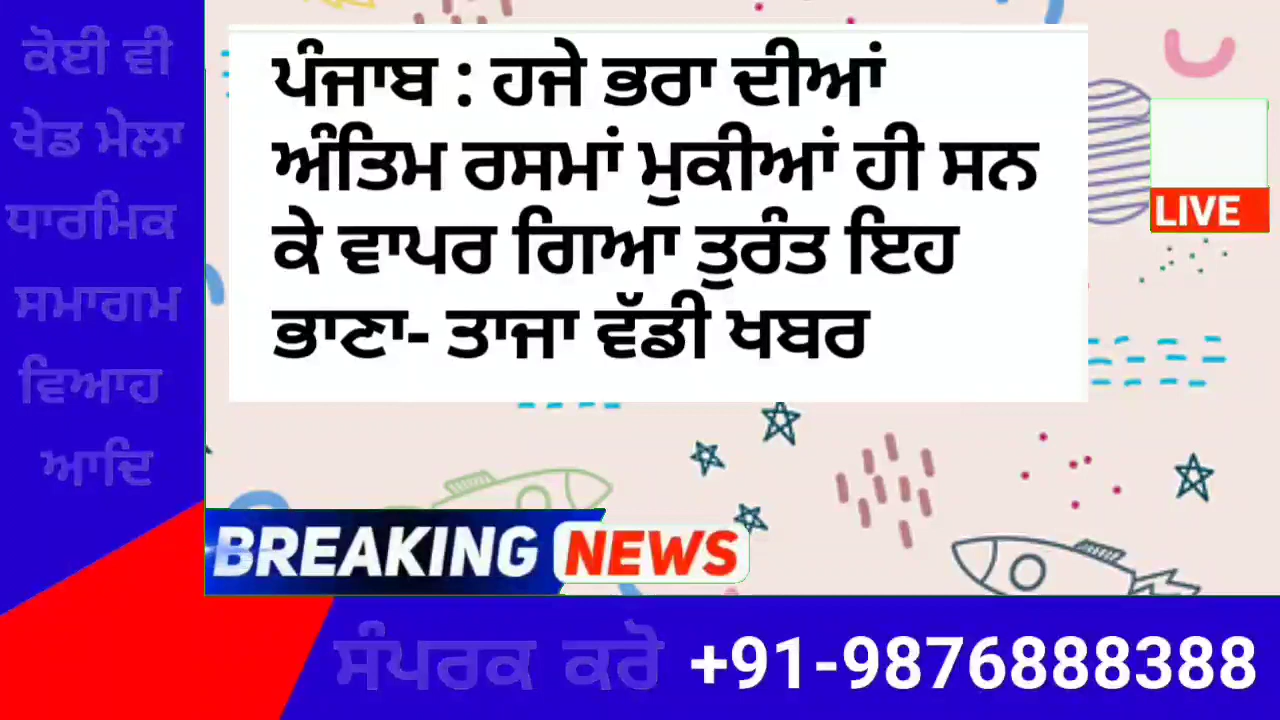 ਕੋਈ ਵੀ
ਖੇਡ ਮੇਲਾ
ਧਾਰਮਿਕ
ਸਮਾਗਮ
ਵਿਆਹ
ਆਦਿ
ਪੰਜਾਬ : ਹਜੇ ਭਰਾ ਦੀਆਂ
ਅੰਤਿਮ ਰਸਮਾਂ ਮੁਕੀਆਂ ਹੀ ਸਨ
ਕੇ ਵਾਪਰ ਗਿਆ ਤੁਰੰਤ ਇਹ
ਭਾਣਾ- ਤਾਜਾ ਵੱਡੀ ਖਬਰ
LIVE
BREAKING NEWS
ਸੰਪਰਕ ਕਰੋ +91-9876888388